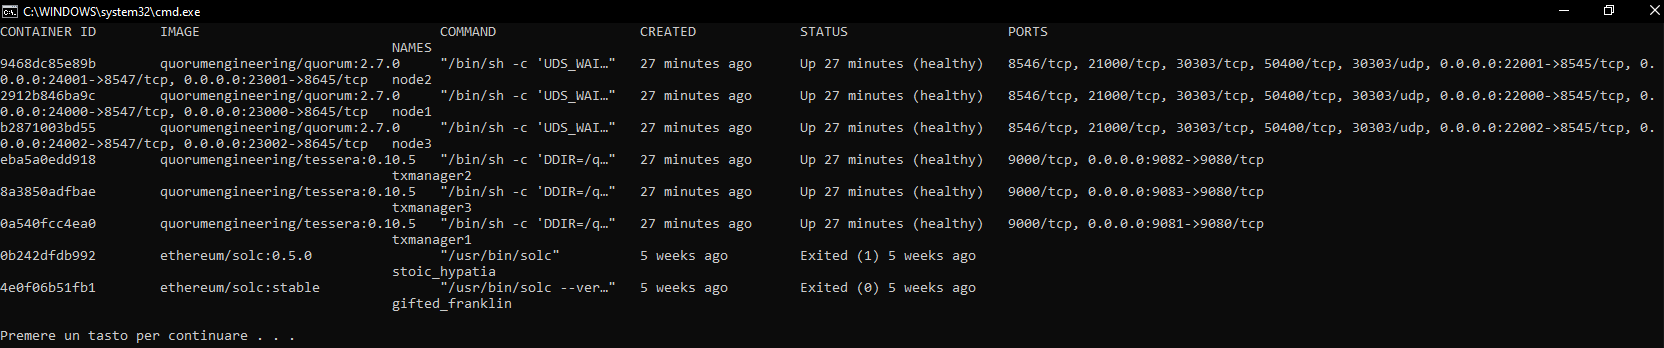 C:\WINDOWS\system32\cmd.exe
CONTAINER ID        IMAGE                              COMMAND                  CREATED             STATUS                    PORTS
                                                 NAMES
9468dc85e89b        quorumengineering/quorum:2.7.0     "/bin/sh -c 'UDS_WAI…"   27 minutes ago      Up 27 minutes (healthy)   8546/tcp, 21000/tcp, 30303/tcp, 50400/tcp, 30303/udp, 0.0.0.0:22001->8545/tcp, 0.
0.0.0:24001->8547/tcp, 0.0.0.0:23001->8645/tcp   node2
2912b846ba9c        quorumengineering/quorum:2.7.0     "/bin/sh -c 'UDS_WAI…"   27 minutes ago      Up 27 minutes (healthy)   8546/tcp, 21000/tcp, 30303/tcp, 50400/tcp, 30303/udp, 0.0.0.0:22000->8545/tcp, 0.
0.0.0:24000->8547/tcp, 0.0.0.0:23000->8645/tcp   node1
b2871003bd55        quorumengineering/quorum:2.7.0     "/bin/sh -c 'UDS_WAI…"   27 minutes ago      Up 27 minutes (healthy)   8546/tcp, 21000/tcp, 30303/tcp, 50400/tcp, 30303/udp, 0.0.0.0:22002->8545/tcp, 0.
0.0.0:24002->8547/tcp, 0.0.0.0:23002->8645/tcp   node3
eba5a0edd918        quorumengineering/tessera:0.10.5   "/bin/sh -c 'DDIR=/q…"   27 minutes ago      Up 27 minutes (healthy)   9000/tcp, 0.0.0.0:9082->9080/tcp
                                                 txmanager2
8a3850adfbae        quorumengineering/tessera:0.10.5   "/bin/sh -c 'DDIR=/q…"   27 minutes ago      Up 27 minutes (healthy)   9000/tcp, 0.0.0.0:9083->9080/tcp
                                                 txmanager3
0a540fcc4ea0        quorumengineering/tessera:0.10.5   "/bin/sh -c 'DDIR=/q…"   27 minutes ago      Up 27 minutes (healthy)   9000/tcp, 0.0.0.0:9081->9080/tcp
                                                 txmanager1
0b242dfdb992        ethereum/solc:0.5.0                "/usr/bin/solc"          5 weeks ago         Exited (1) 5 weeks ago
                                                 stoic_hypatia
4e0f06b51fb1        ethereum/solc:stable               "/usr/bin/solc --ver…"   5 weeks ago         Exited (0) 5 weeks ago
                                                 gifted_franklin
Premere un tasto per continuare . . .